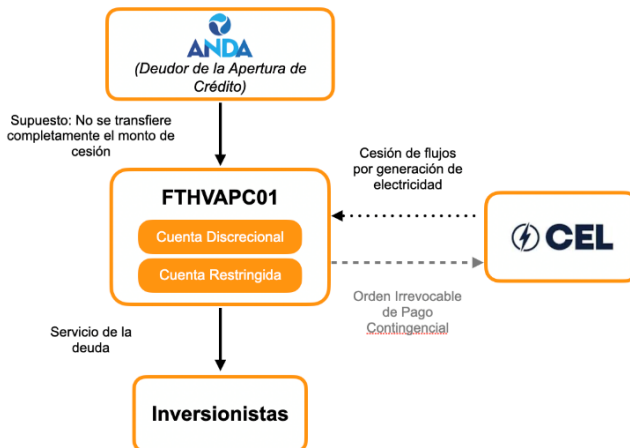 ANDA
(Deudor de la Apertura de
Crédito)
Supuesto: No se transfiere
completamente el monto de
cesión
Cesión de flujos
por generación de
electricidad
FTHVAPC01
Cuenta Discrecional
Cuenta Restringida
CEL
Orden Irrevocable
de Pago
Contingencial
Servicio de la
deuda
Inversionistas